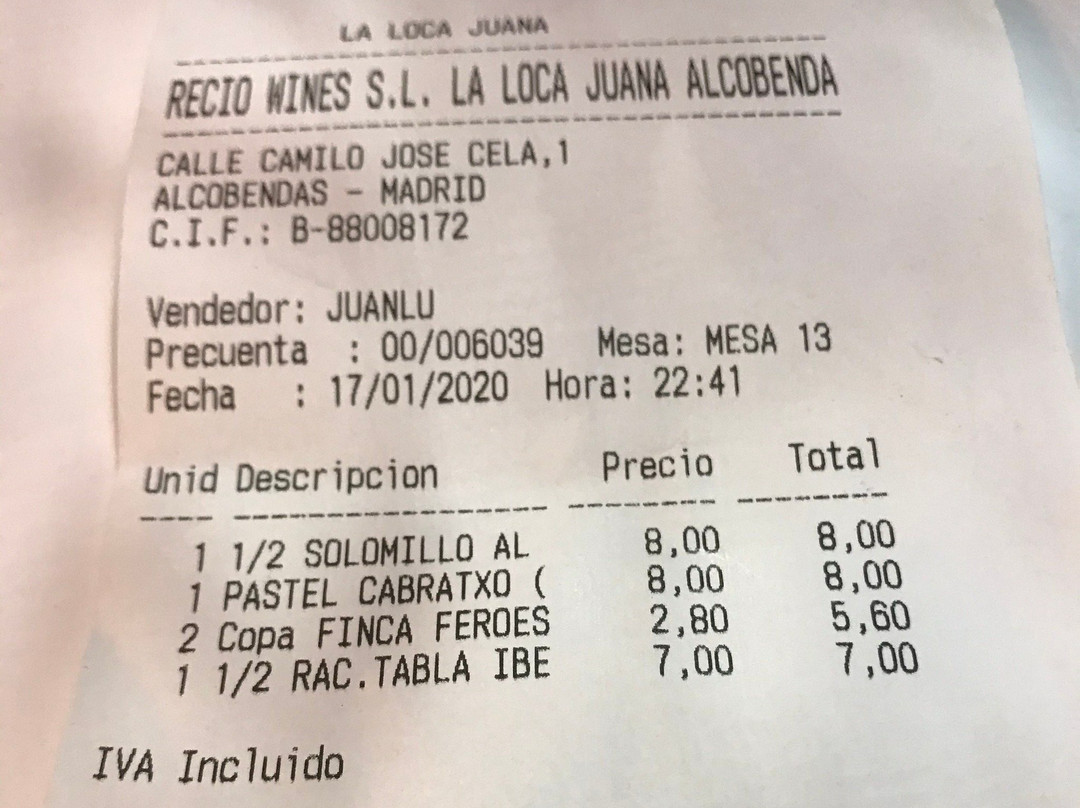 LA LOCA JUANA
RECIO WINES S.L. LA LOCA JUANA ALCOBENDA
CALLE CAMILO JOSE CELA,1
ALCOBENDAS - MADRID
C.I.F.: B-88008172
Vendedor: JUANLU
Precuenta : 00/006039 Mesa: MESA 13
Fecha : 17/01/2020 Hora: 22:41
Unid Descripcion Precio Total
1 1/2 SOLOMILLO AL 8,00 8,00
1 PASTEL CABRATXO ( 8,00 8,00
2 Copa FINCA FEROES 2,80 5,60
1 1/2 RAC.TABLA IBE 7,00 7,00
IVA Incluido